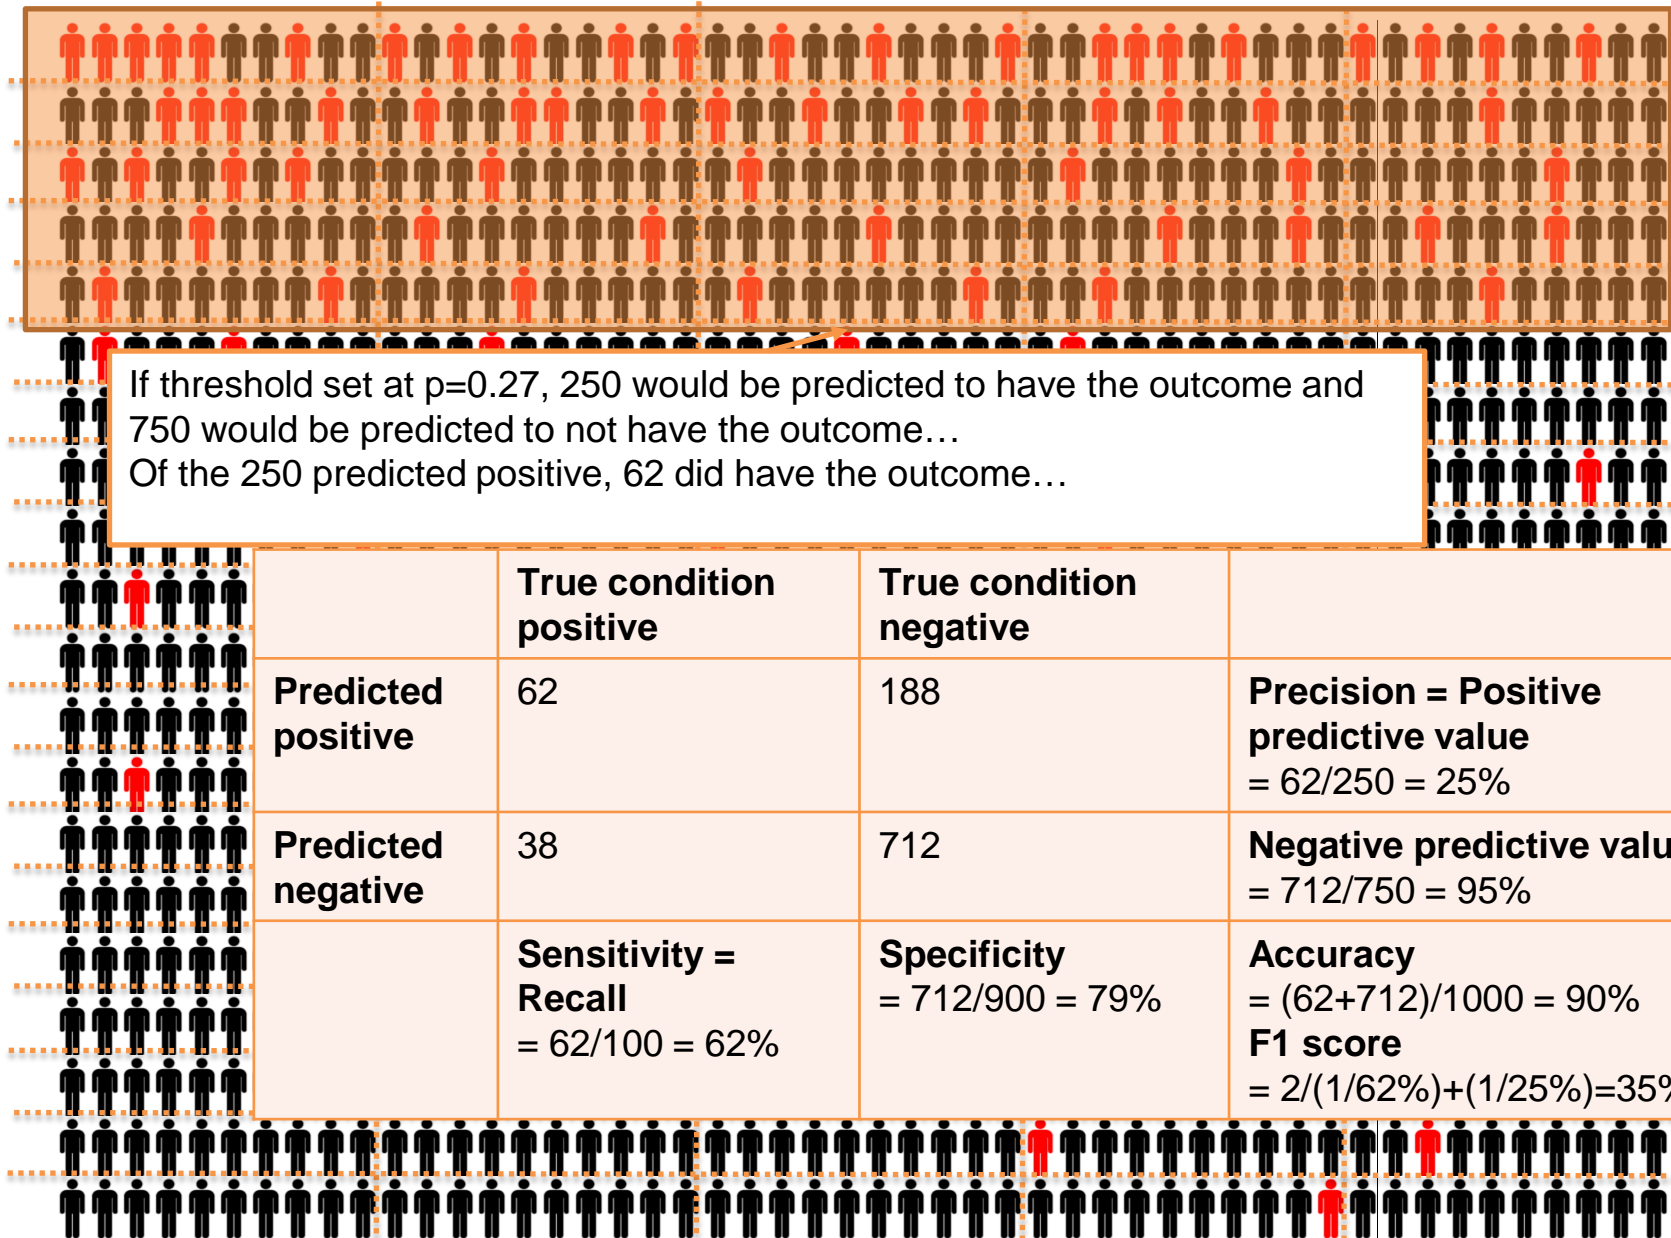 If threshold set at p=0.27, 250 would be predicted to have the outcome and
750 would be predicted to not have the outcome…
Of the 250 predicted positive, 62 did have the outcome…
True condition
positive
True condition
negative
Predicted
positive
62
188
Precision = Positive
predictive value
= 62/250 = 25%
Predicted
negative
38
712
Negative predictive valu
= 712/750 = 95%
Sensitivity =
Recall
= 62/100 = 62%
Specificity
= 712/900 = 79%
Accuracy
= (62+712)/1000 = 90%
F1 score
= 2/(1/62%)+(1/25%)=35%